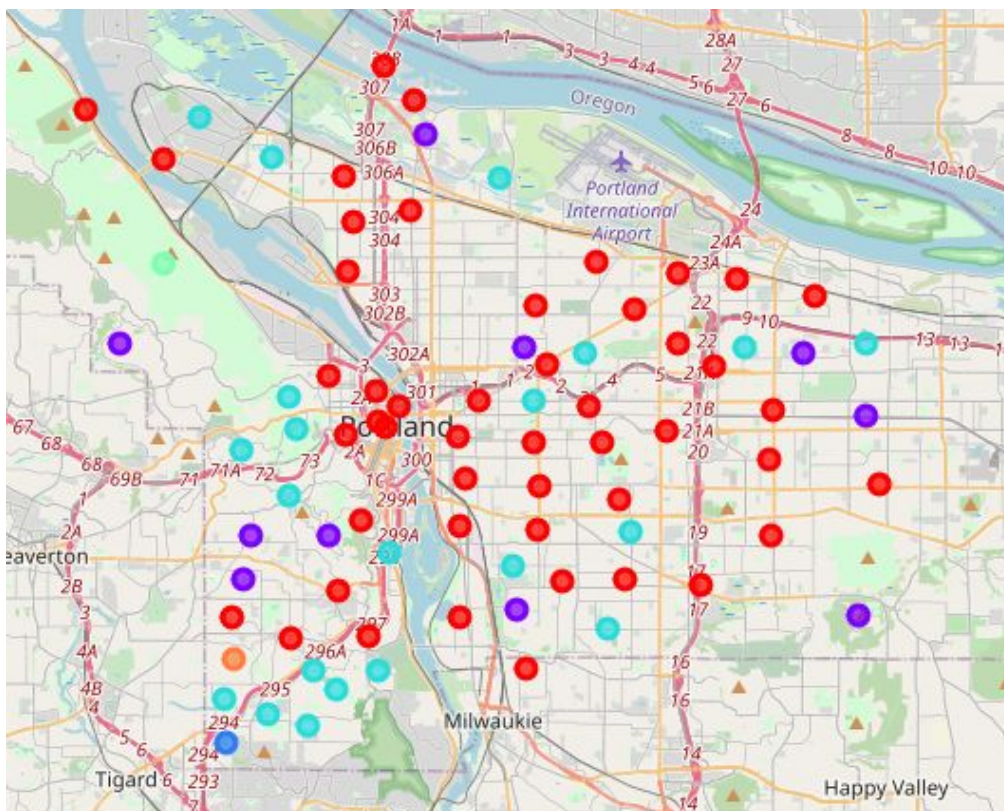 1A
1
1
28A
3
3
4
4
27
307
5
6
27
6
Oregon
307
306B
306A
8
8
10
10
Portland
International
Airport
304
304
24
24A
23A
303
302B
22
9
10
22
13
13
302A
3
301
1
1
2
2
4
5
21B
21A
20
Portland
67
68
68
69B
71
71A
72
73
2A
300
1C
299A
299A
1
2A
2B
eaverton
19
17
17
3
4A
4B
4
297
296A
295
294
294
293
5
6
6
7
16
16
14
14
Milwaukie
Tigard
Happy Valley